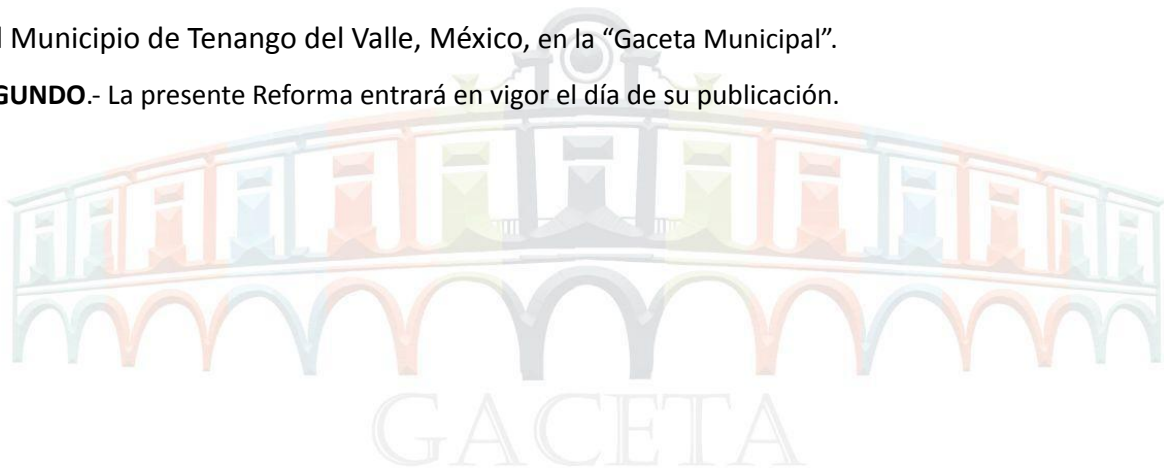 l Municipio de Tenango del Valle, México, en la “Gaceta Municipal”.
GUNDO.- La presente Reforma entrará en vigor el día de su publicación.
GACETA